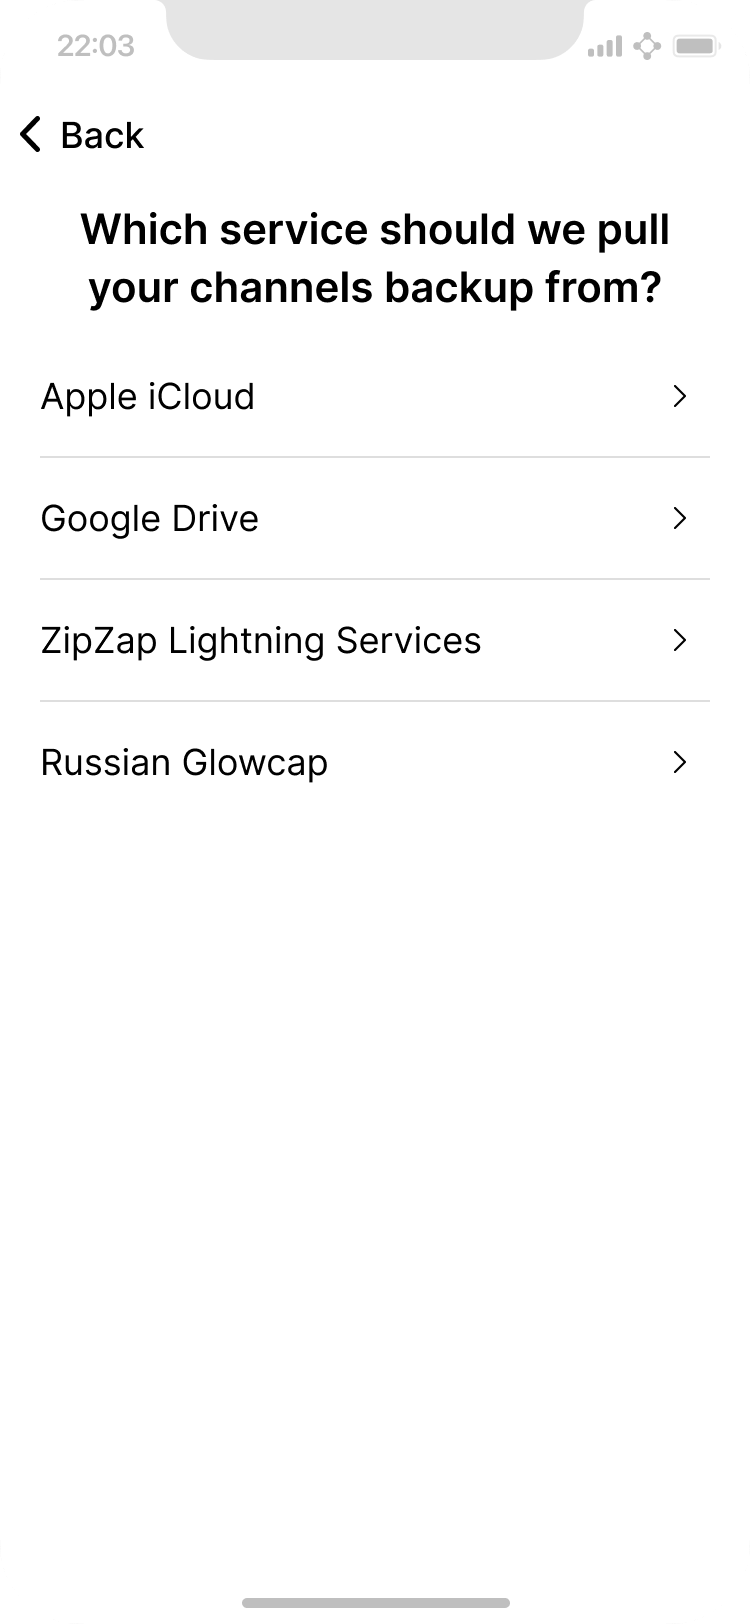 22:03
Back
Which service should we pull
your channels backup from?
Apple iCloud
Google Drive
ZipZap Lightning Services
Russian Glowcap